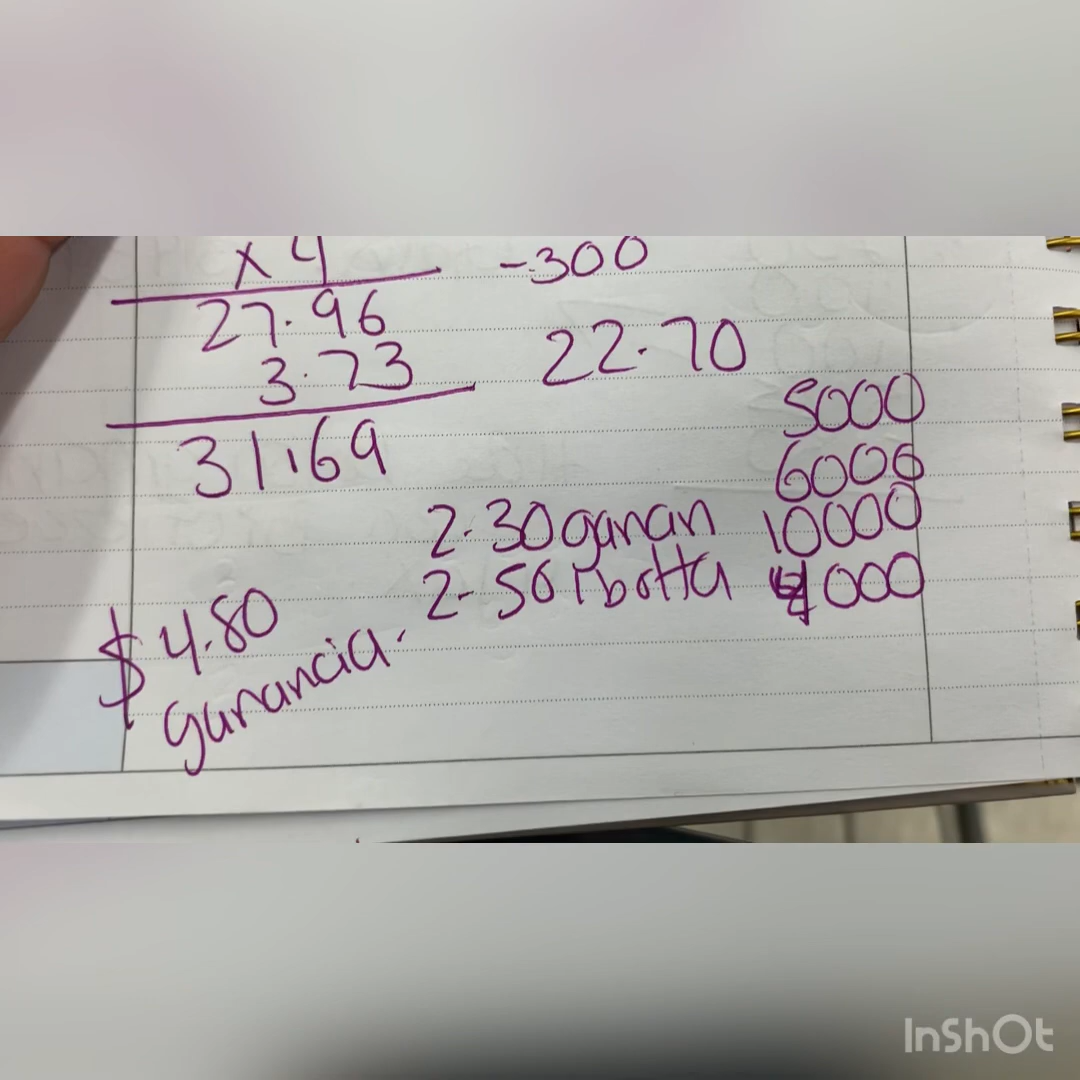 x 4
-300
27.96
3.73
22.70
31.69
5000
6000
10000
4000
2.30 ganan
2-50 Ibotta
$4.80
ganancia.
InShOt